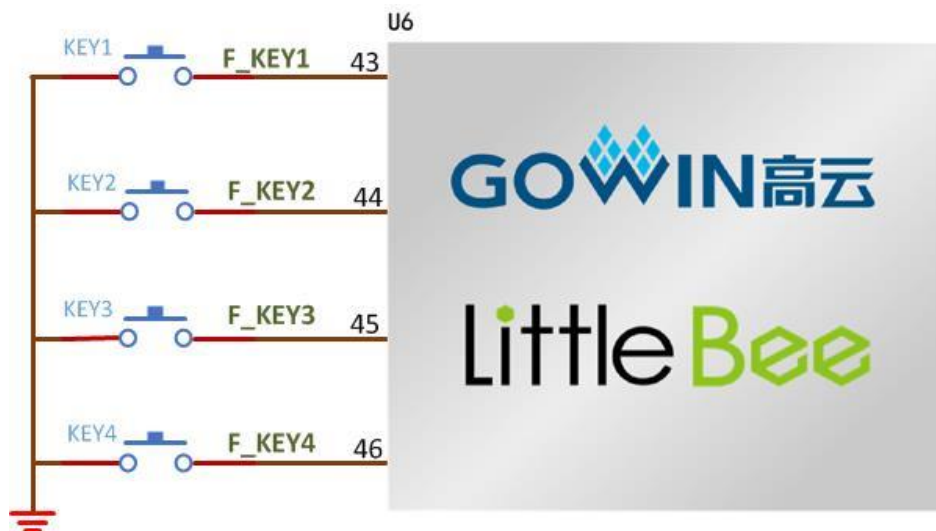 U6
KEY1 F_KEY1 43
KEY2 F_KEY2 44
GOWIN高云
KEY3 F_KEY3 45
LittleBee
KEY4 F_KEY4 46